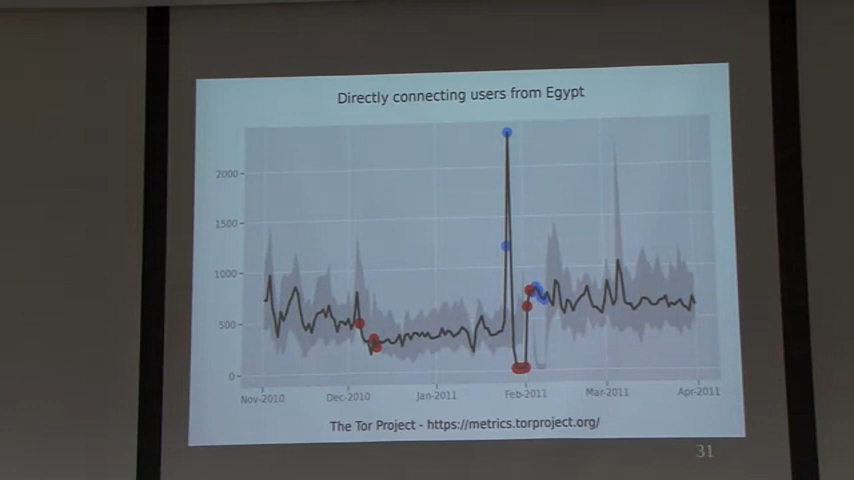 Directly connecting users from Egypt
2000
1500
1000
500
0
Nov-2010 Dec-2010 Jan-2011 Feb-2011 Mar-2011 Apr-2011
The Tor Project - https://metrics.torproject.org/
31